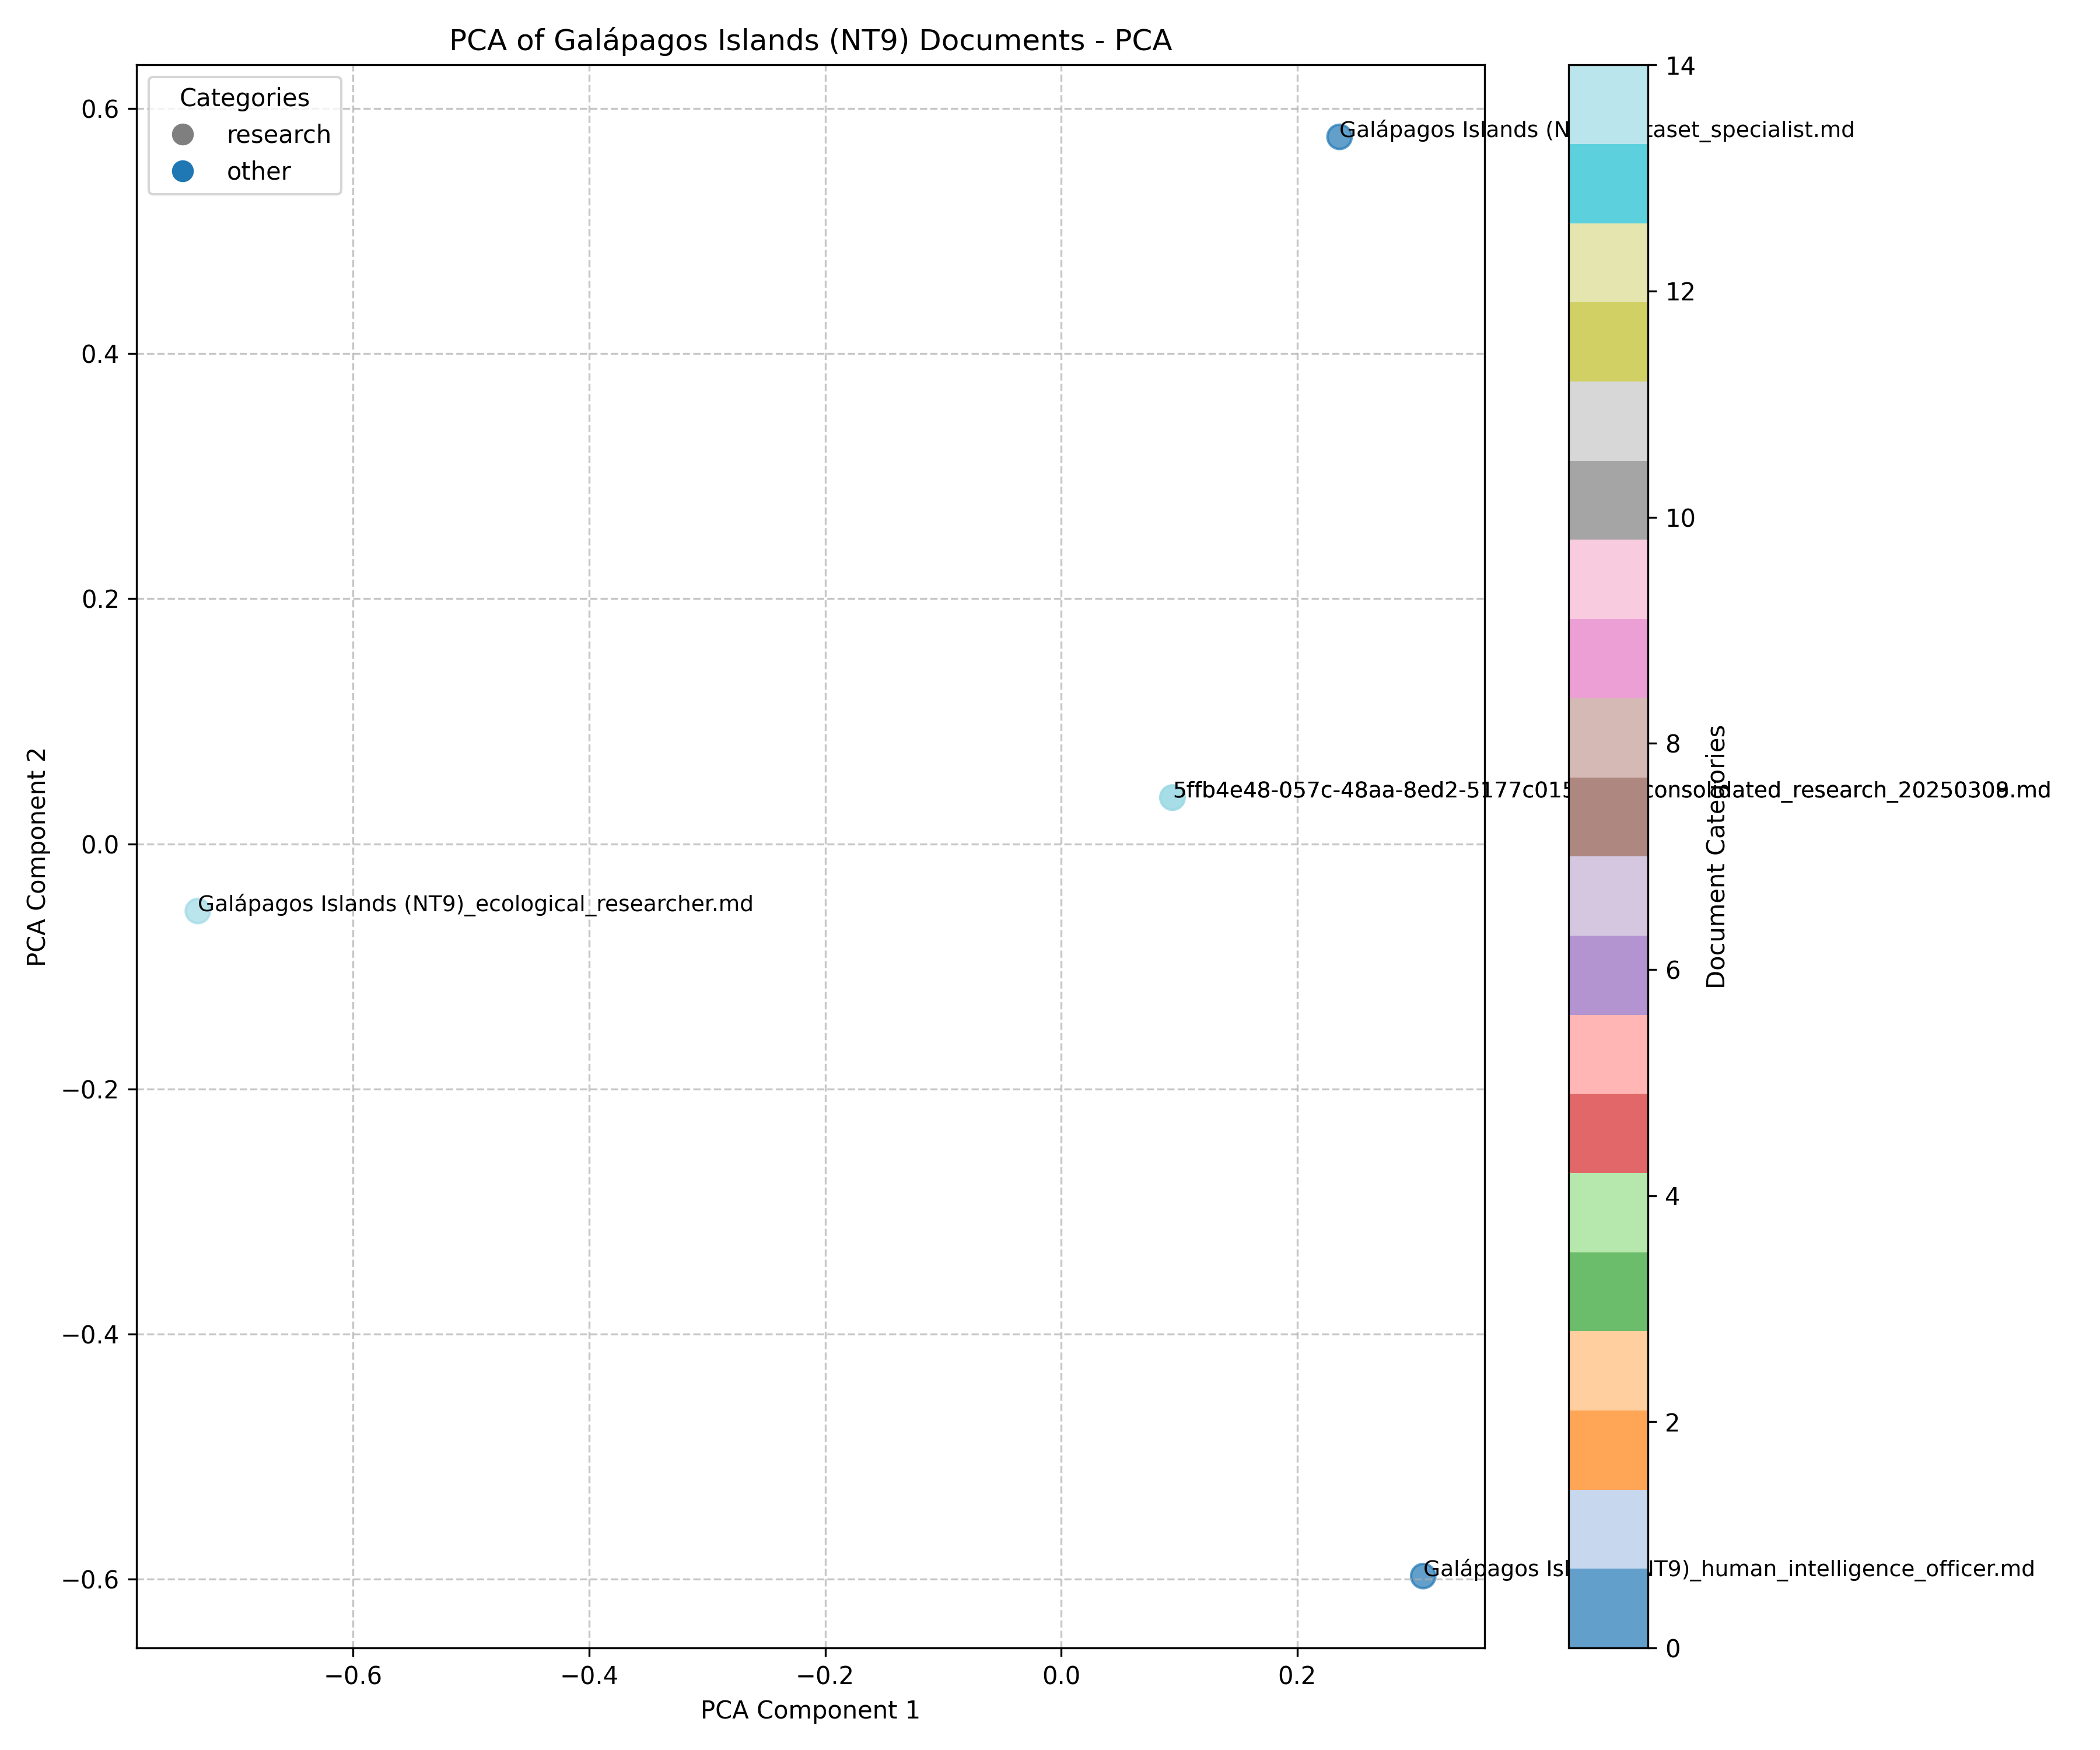 PCA of Galápagos Islands (NT9) Documents - PCA
Categories
research
other
0.6
0.4
0.2
0.0
−0.2
−0.4
−0.6
PCA Component 2
Galápagos Islands (N taset_specialist.md
5ffb4e48-057c-48aa-8ed2-5177c015 consolidated_research_2025030 .md
Galápagos Islands (NT9)_ecological_researcher.md
Galápagos Isl NT9)_human_intelligence_officer.md
−0.6
−0.4
−0.2
0.0
0.2
PCA Component 1
14
12
10
8
6
4
2
0
Document Categories